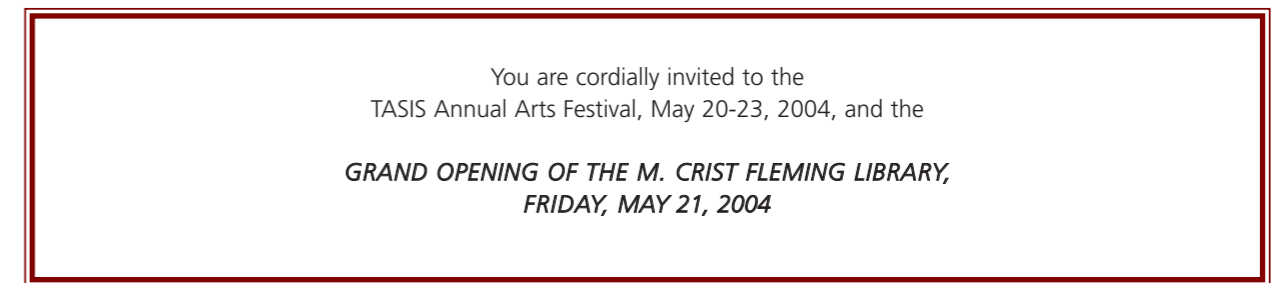 You are cordially invited to the
TASIS Annual Arts Festival, May 20-23, 2004, and the
GRAND OPENING OF THE M. CRIST FLEMING LIBRARY,
FRIDAY, MAY 21, 2004